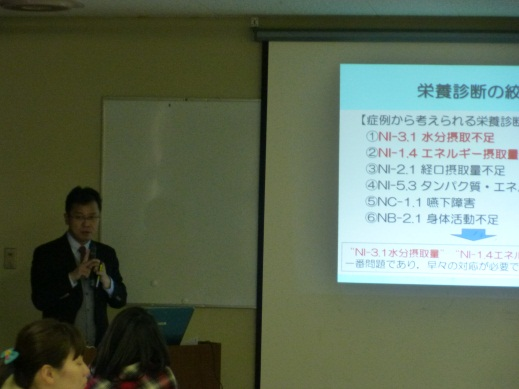 栄養診断の絞
【症例から考えられる栄養診断
①NI-3.1 水分摂取不足
②NI-1.4 エネルギー摂取量
③NI-2.1 経口摂取量不足
④NI-5.3 タンパク質・エネ
⑤NC-1.1 嚥下障害
⑥NB-2.1 身体活動不足
"NI-3.1水分摂取量" "NI-1.4エネル
一番問題であり、早々の対応が必要で